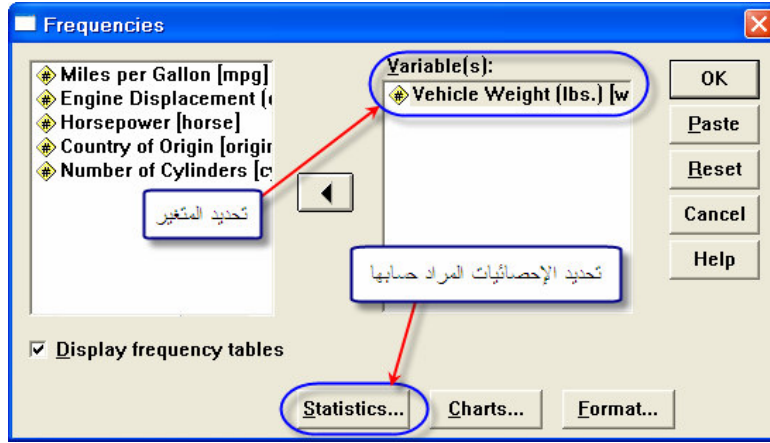 Frequencies
Miles per Gallon [mpg]
Engine Displacement (
Horsepower [horse]
Country of Origin [origin
Number of Cylinders [cy
تحديد المتغير
Variable(s):
Vehicle Weight (lbs.) [w
تحديد الإحصائيات المراد حسابها
OK
Paste
Reset
Cancel
Help
Display frequency tables
Statistics...
Charts...
Format...